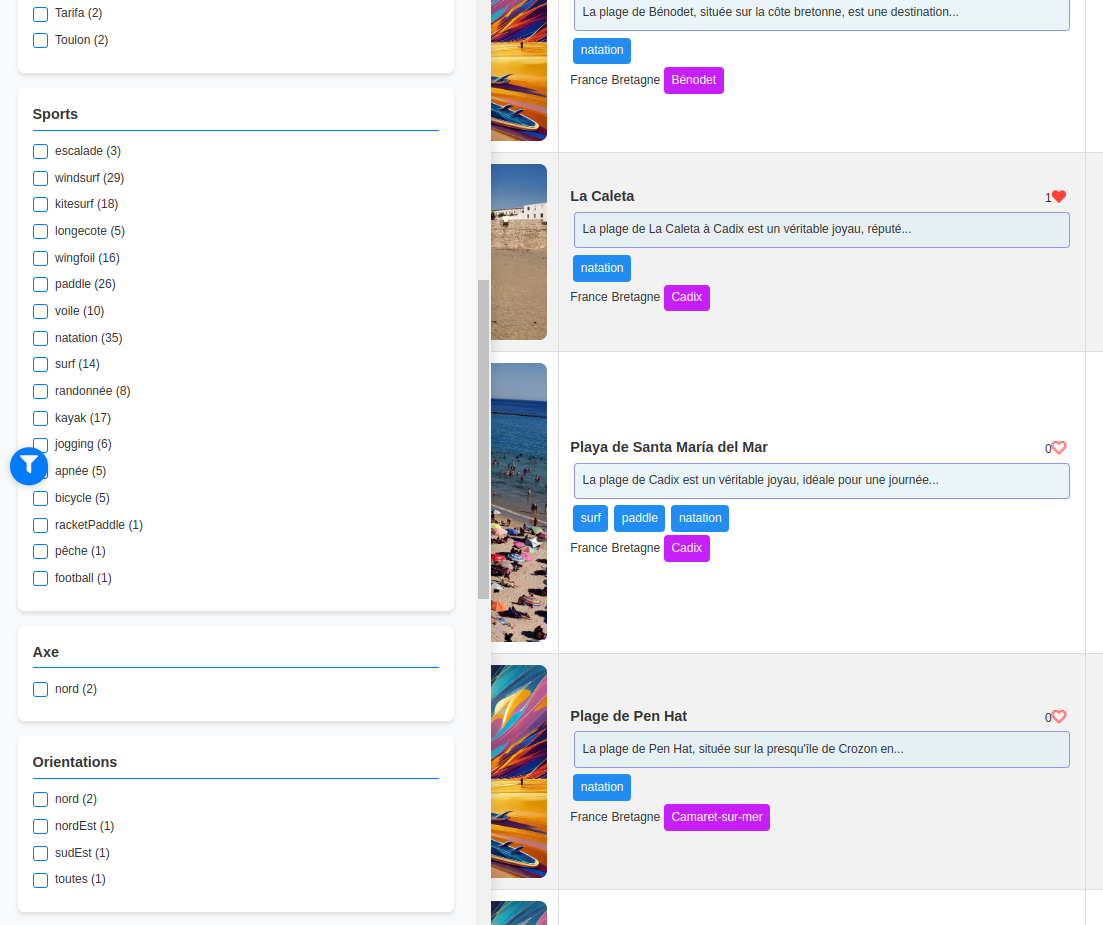 Tarifa (2)
Toulon (2)
Sports
escalade (3)
windsurf (29)
kitesurf (18)
longecote (5)
wingfoil (16)
paddle (26)
voile (10)
natation (35)
surf (14)
randonnée (8)
kayak (17)
jogging (6)
apnée (5)
bicycle (5)
racketPaddle (1)
pêche (1)
football (1)
Axe
nord (2)
Orientations
nord (2)
nordEst (1)
sudEst (1)
toutes (1)
La plage de Bénodet, située sur la côte bretonne, est une destination...
natation
France Bretagne Bénodet
La Caleta 1
La plage de La Caleta à Cadix est un véritable joyau, réputé...
natation
France Bretagne Cadix
Playa de Santa María del Mar 0
La plage de Cadix est un véritable joyau, idéale pour une journée...
surf paddle natation
France Bretagne Cadix
Plage de Pen Hat 0
La plage de Pen Hat, située sur la presqu'île de Crozon en...
natation
France Bretagne Camaret-sur-mer